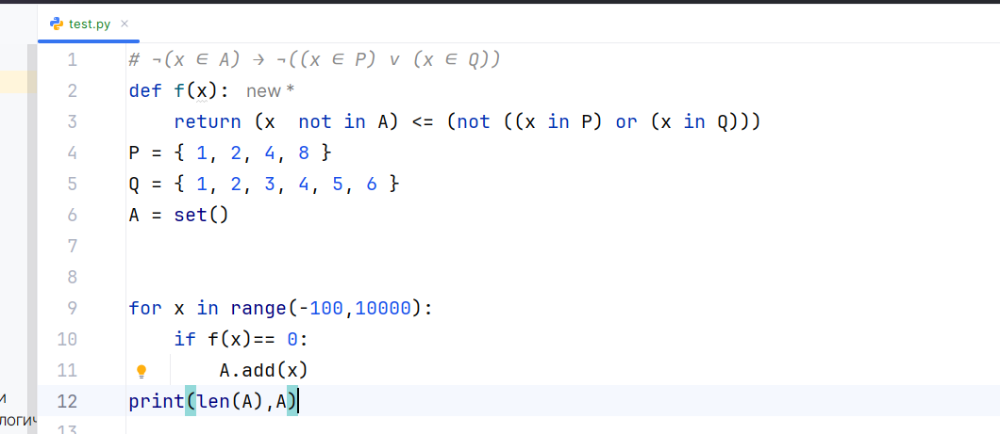 test.py ×
1 # ¬(x ∈ A) → ¬((x ∈ P) ∨ (x ∈ Q))
2 def f(x): new *
3 return (x  not in A) <= (not ((x in P) or (x in Q)))
4 P = { 1, 2, 4, 8 }
5 Q = { 1, 2, 3, 4, 5, 6 }
6 A = set()
7
8
9 for x in range(-100,10000):
10 if f(x)== 0:
11 A.add(x)
12 print(len(A),A)
13